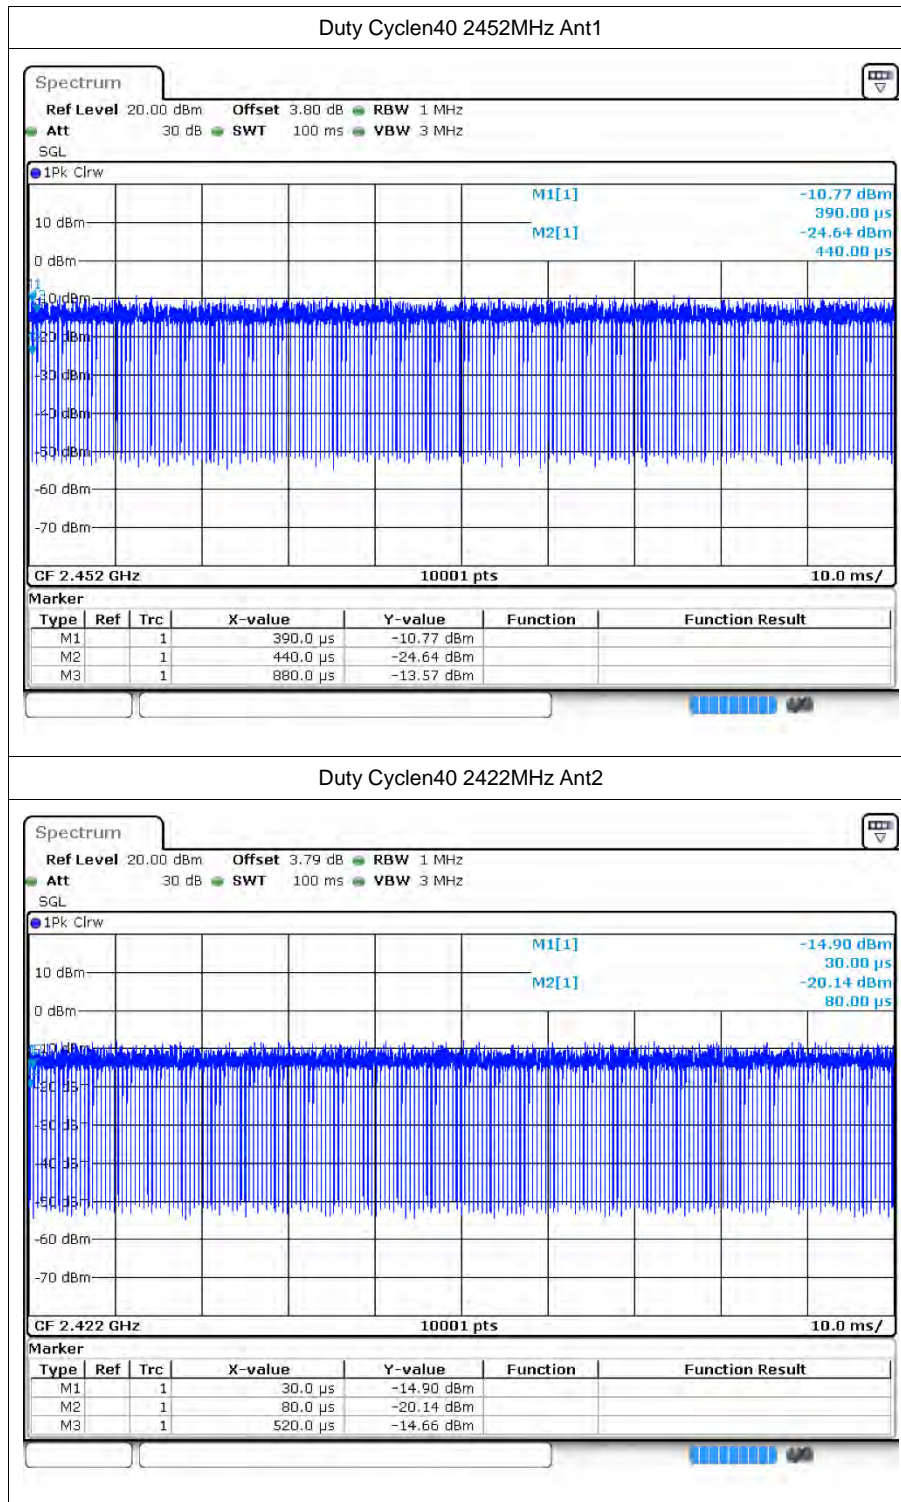 Duty Cyclen40 2452MHz Ant1
Spectrum
Ref Level 20.00 dBm Offset 3.80 dB RBW 1 MHz
Att 30 dB SWT 100 ms VBW 3 MHz
SGL
1Pk Clrw
M1[1] -10.77 dBm
390.00 µs
10 dBm
M2[1] -24.64 dBm
440.00 µs
0 dBm
-20 dBm
-30 dBm
-40 dBm
-50 dBm
-60 dBm
-70 dBm
CF 2.452 GHz 10001 pts 10.0 ms/
Marker
Type Ref Trc X-value Y-value Function Function Result
M1 1 390.0 µs -10.77 dBm
M2 1 440.0 µs -24.64 dBm
M3 1 880.0 µs -13.57 dBm
Duty Cyclen40 2422MHz Ant2
Spectrum
Ref Level 20.00 dBm Offset 3.79 dB RBW 1 MHz
Att 30 dB SWT 100 ms VBW 3 MHz
SGL
1Pk Clrw
M1[1] -14.90 dBm
30.00 µs
10 dBm
M2[1] -20.14 dBm
80.00 µs
0 dBm
-60 dBm
-70 dBm
CF 2.422 GHz 10001 pts 10.0 ms/
Marker
Type Ref Trc X-value Y-value Function Function Result
M1 1 30.0 µs -14.90 dBm
M2 1 80.0 µs -20.14 dBm
M3 1 520.0 µs -14.66 dBm